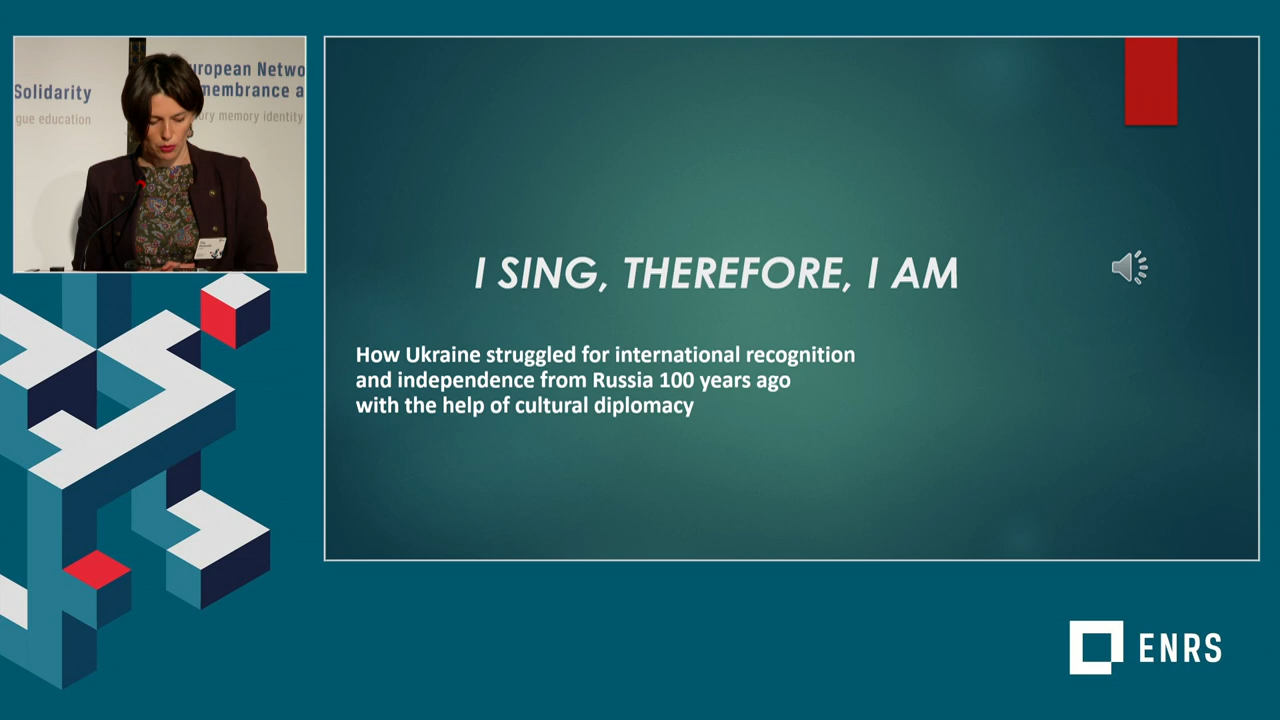 Solidarity
gue education
uropean Netwo
membrance a
ory memory identity
I SING, THEREFORE, I AM
How Ukraine struggled for international recognition
and independence from Russia 100 years ago
with the help of cultural diplomacy
ENRS